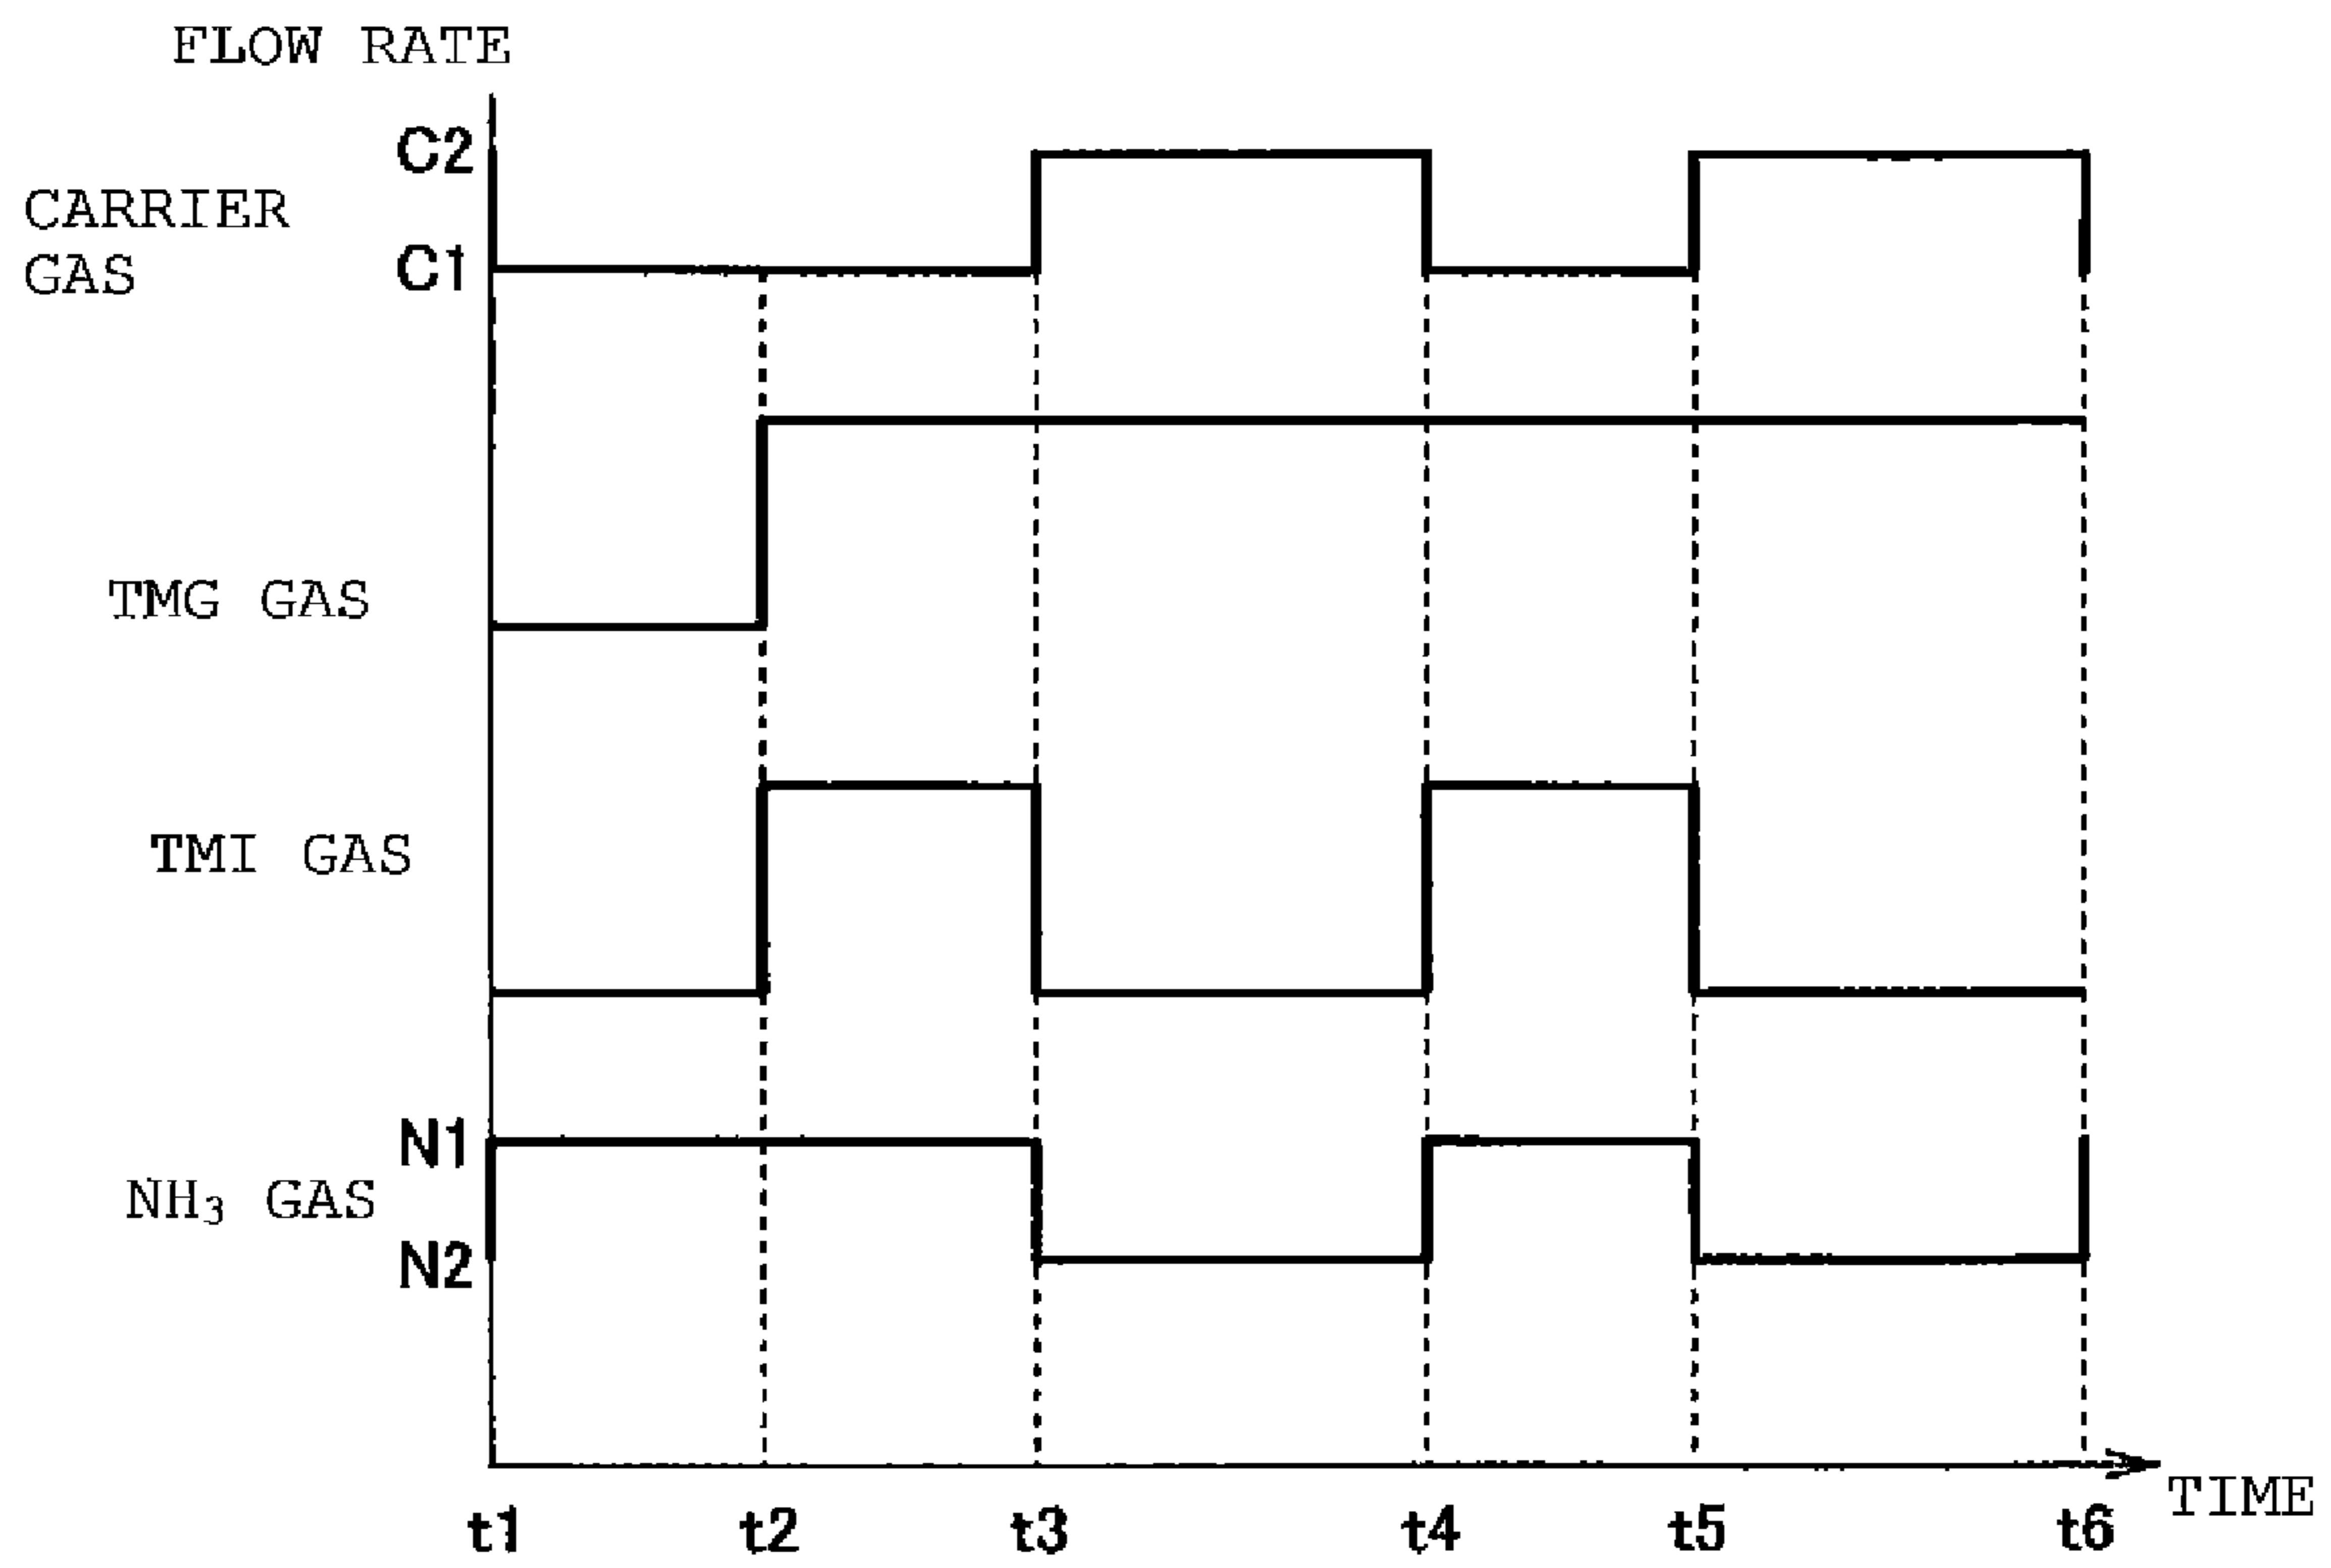 FLOW RATE
C2
CARRIER
GAS
C1
TMG GAS
TMI GAS
N1
NH₃ GAS
N2
TIME
t1 t2 t3 t4 t5 t6